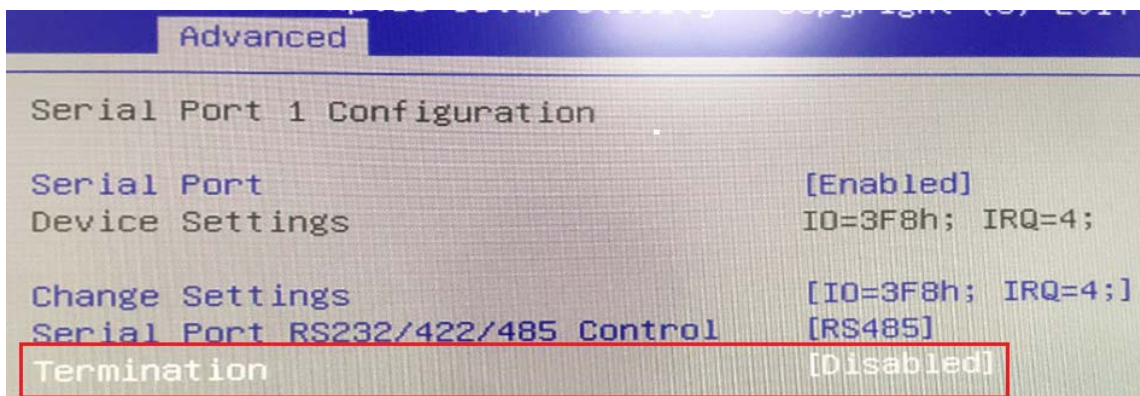 Advanced
Serial Port 1 Configuration
Serial Port [Enabled]
Device Settings IO=3F8h; IRQ=4;
Change Settings [IO=3F8h; IRQ=4;]
Serial Port RS232/422/485 Control [RS485]
Termination [Disabled]